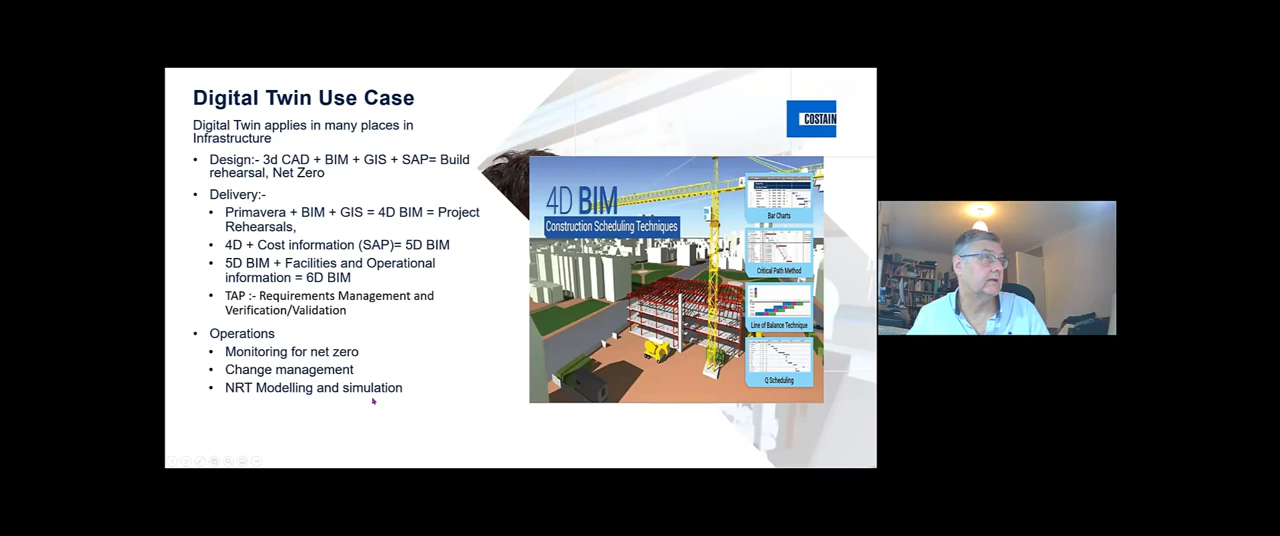 Digital Twin Use Case
Digital Twin applies in many places in
Infrastructure
• Design:- 3d CAD + BIM + GIS + SAP= Build
rehearsal, Net Zero
• Delivery:-
• Primavera + BIM + GIS = 4D BIM = Project
Rehearsals,
• 4D + Cost information (SAP)= 5D BIM
• 5D BIM + Facilities and Operational
information = 6D BIM
• TAP :- Requirements Management and
Verification/Validation
• Operations
• Monitoring for net zero
• Change management
• NRT Modelling and simulation
COSTAIN
4D BIM
Construction Scheduling Techniques
Bar Charts
Critical Path Method
Line of Balance Technique
Q Scheduling